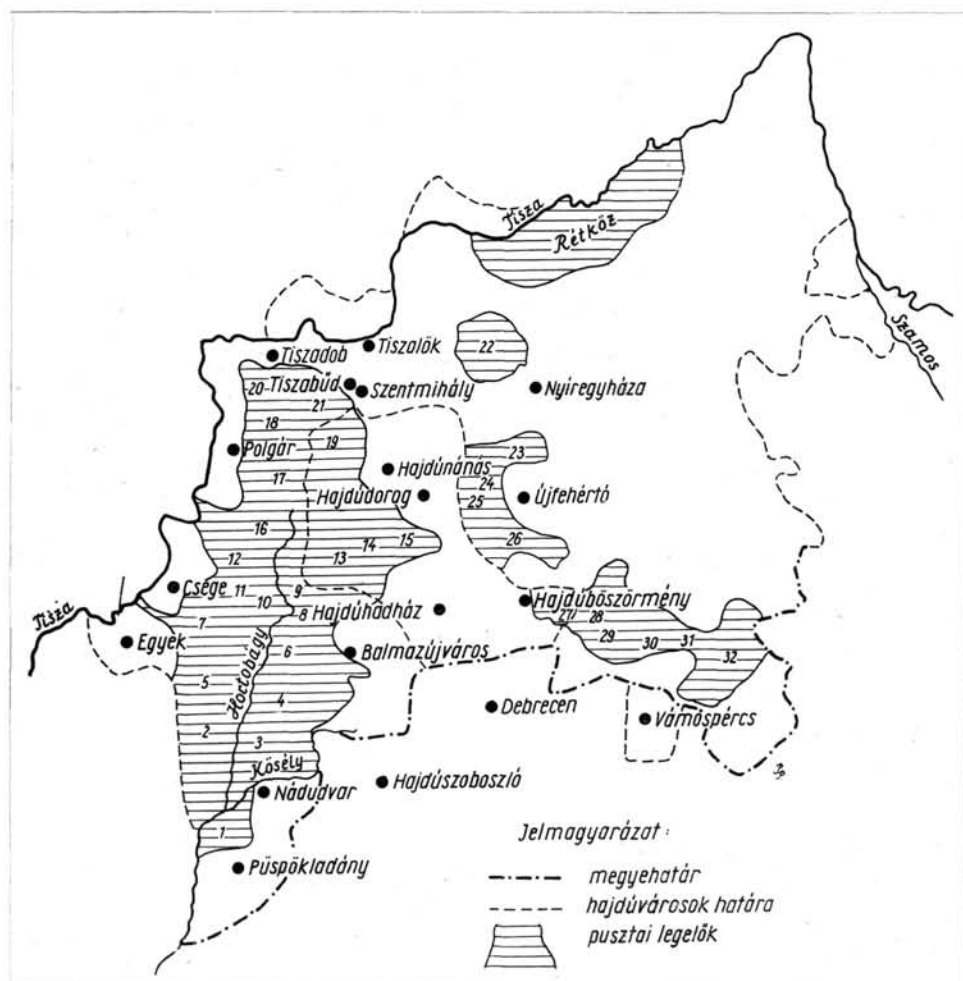 Tisza
Rétköz
Szamos
Tiszadob
Tiszalök
22
20
Tiszabűd
21
Szentmihály
Nyíregyháza
18
19
Polgár
23
17
Hajdúnánás
24
Hajdúdorog
25
Újfehértó
16
15
14
26
12
13
Csége
11
9
10
8
Hajdúhadház
Hajdúböszörmény
7
27
28
Tisza
Egyek
6
29
30
31
Balmazújváros
32
5
Hortobágy
4
2
Debrecen
Vámospércs
3
Kösély
Nádudvar
Hajdúszoboszló
1
Jelmagyarázat:
Püspökladány
megyehatár
hajdúvárosok határa
pusztai legelők